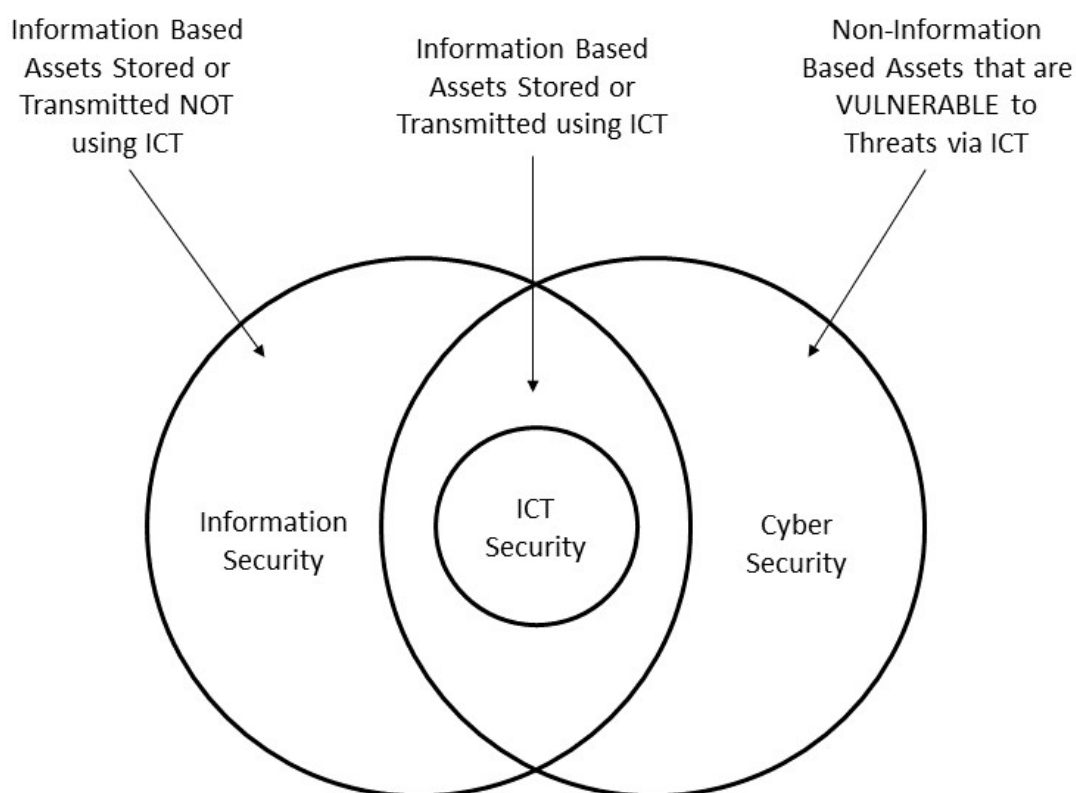 Information Based
Assets Stored or
Transmitted NOT
using ICT
Information Based
Assets Stored or
Transmitted using ICT
Non-Information
Based Assets that are
VULNERABLE to
Threats via ICT
Information
Security
ICT
Security
Cyber
Security